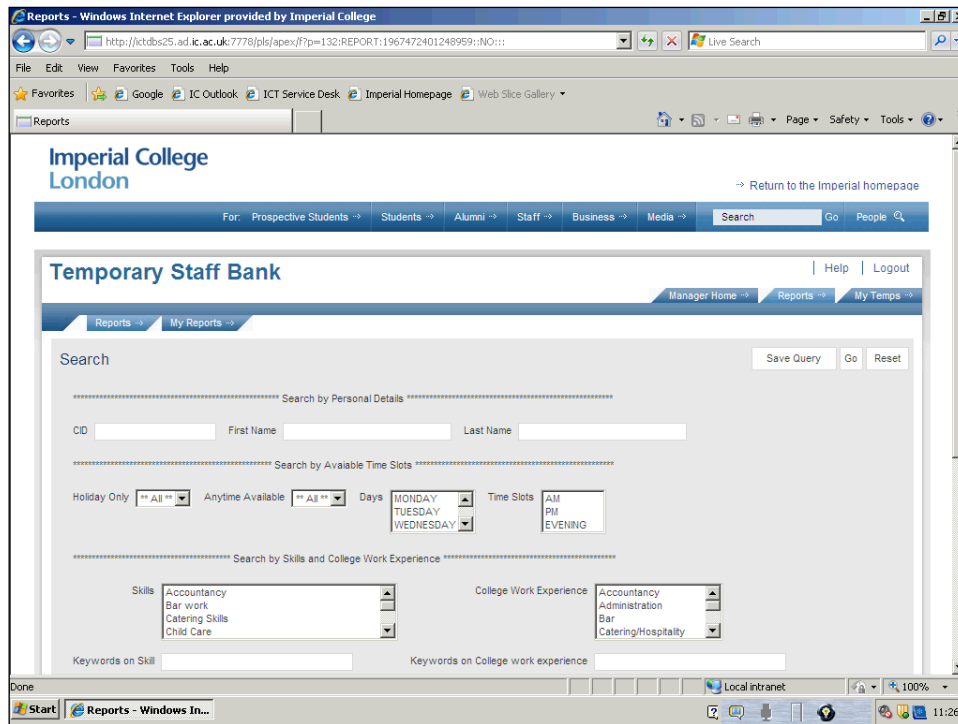 Reports - Windows Internet Explorer provided by Imperial College
http://ictdbs25.ad.ic.ac.uk:7778/pls/apex/f?p=132:REPORT:1967472401248959::NO:::
Live Search
File Edit View Favorites Tools Help
Favorites Google IC Outlook ICT Service Desk Imperial Homepage Web Slice Gallery
Reports Page Safety Tools
Imperial College
London
Return to the Imperial homepage
For: Prospective Students Students Alumni Staff Business Media Search Go People
Temporary Staff Bank
Help Logout
Manager Home Reports My Temps
Reports My Reports
Search
Save Query Go Reset
Search by Personal Details
CID First Name Last Name
Search by Avaiable Time Slots
Holiday Only ** All ** Anytime Available ** All ** Days MONDAY Time Slots AM
TUESDAY PM
WEDNESDAY EVENING
Search by Skills and College Work Experience
Skills Accountancy College Work Experience Accountancy
Bar work Administration
Catering Skills Bar
Child Care Catering/Hospitality
Keywords on Skill Keywords on College work experience
Done Local intranet 100%
Start Reports - Windows In... 11:26